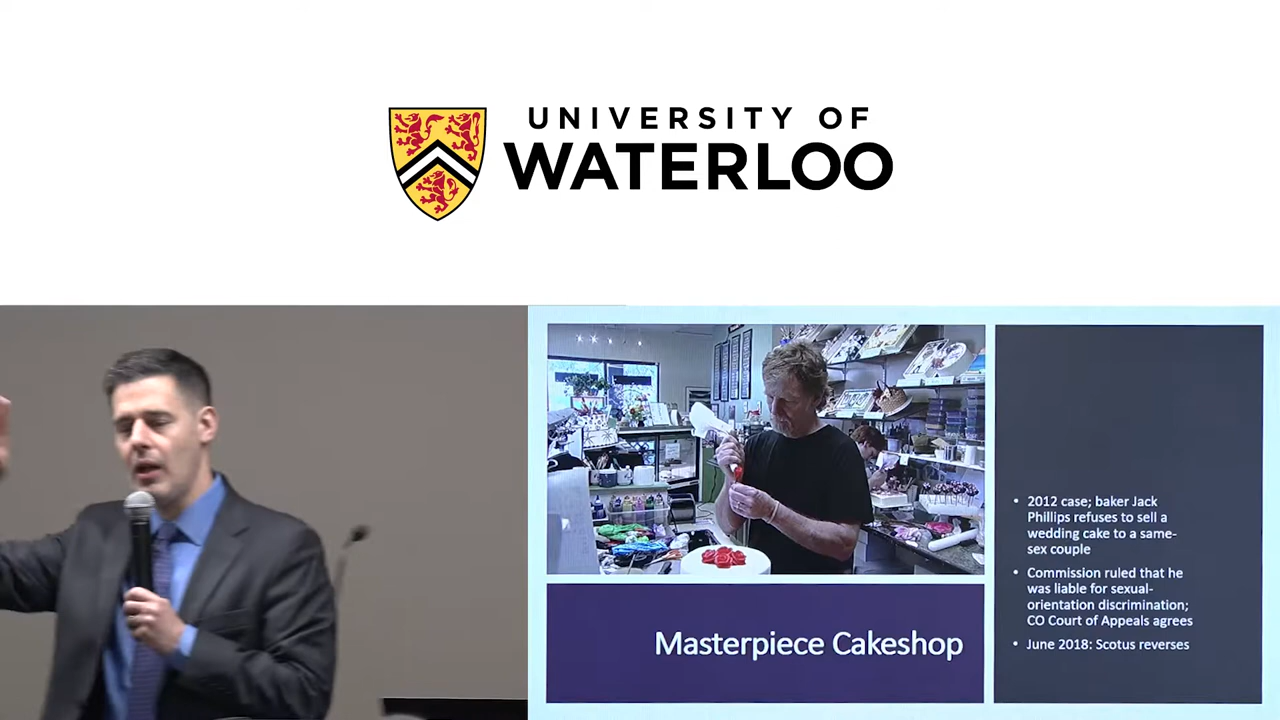 UNIVERSITY OF
WATERLOO
Masterpiece Cakeshop
• 2012 case; baker Jack
Phillips refuses to sell a
wedding cake to a same-
sex couple
• Commission ruled that he
was liable for sexual-
orientation discrimination;
CO Court of Appeals agrees
• June 2018: Scotus reverses